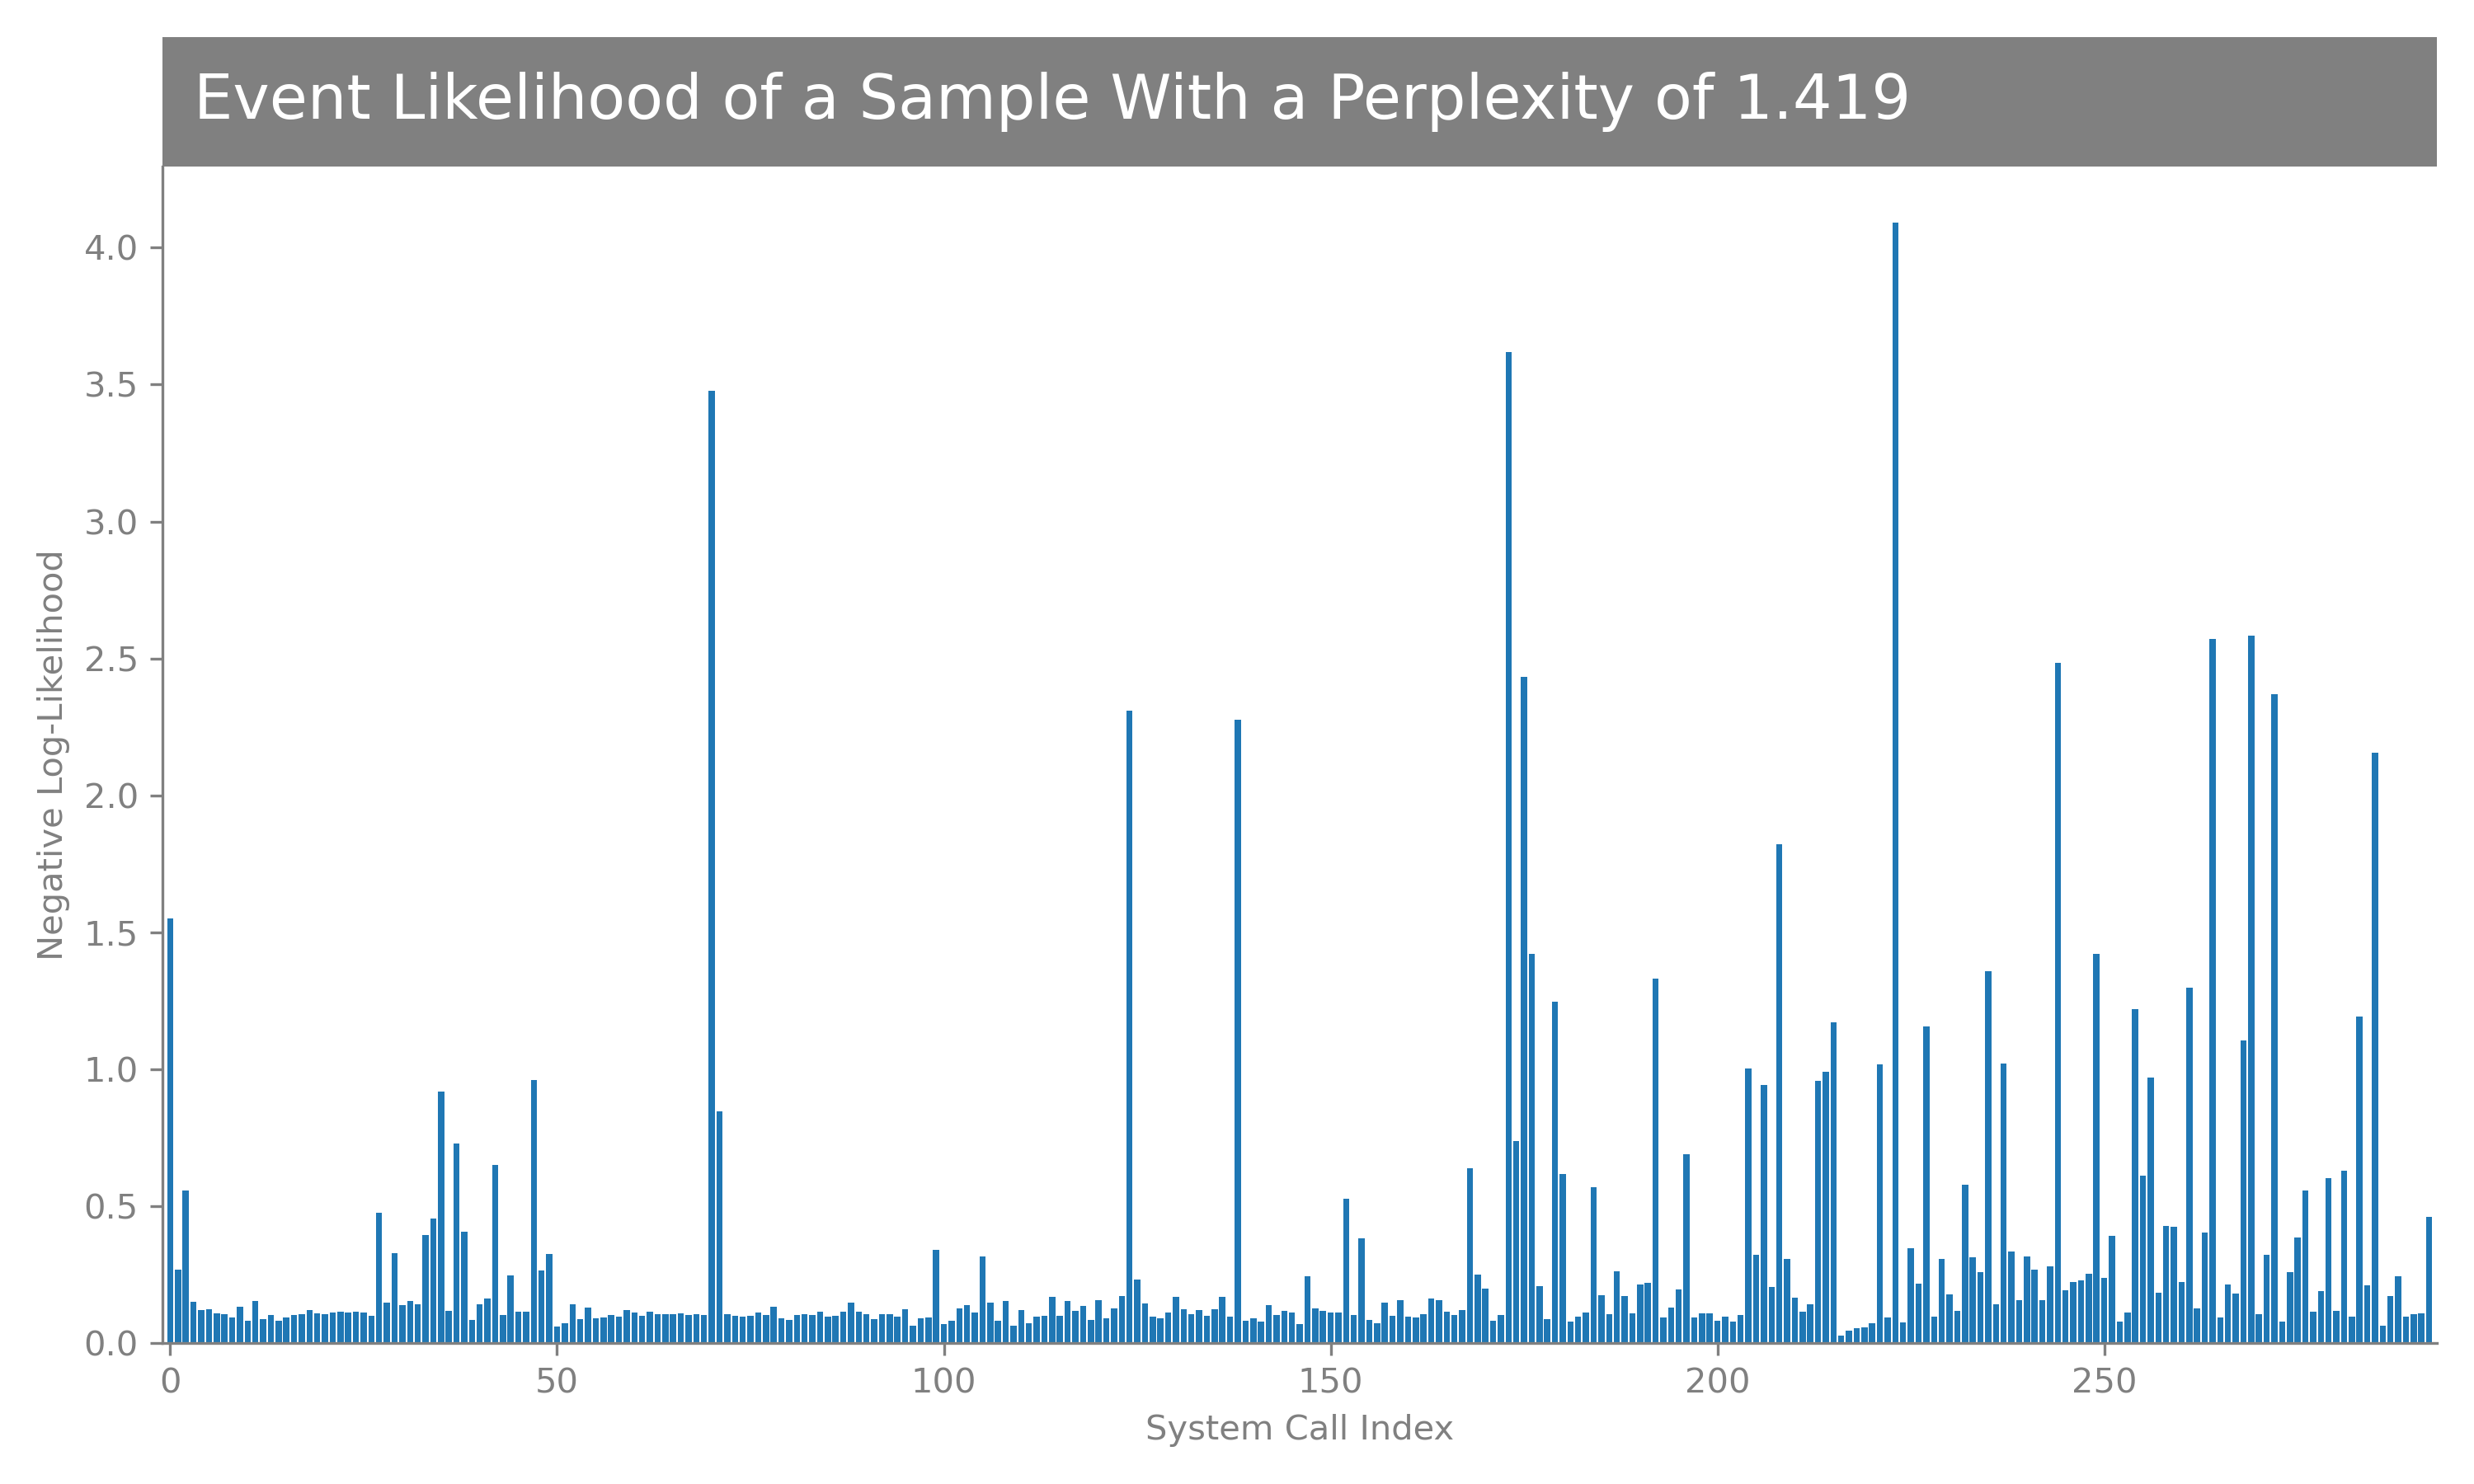 Event Likelihood of a Sample With a Perplexity of 1.419
4.0
3.5
3.0
2.5
2.0
1.5
1.0
0.5
0.0
Negative Log-Likelihood
0 50 100 150 200 250
System Call Index